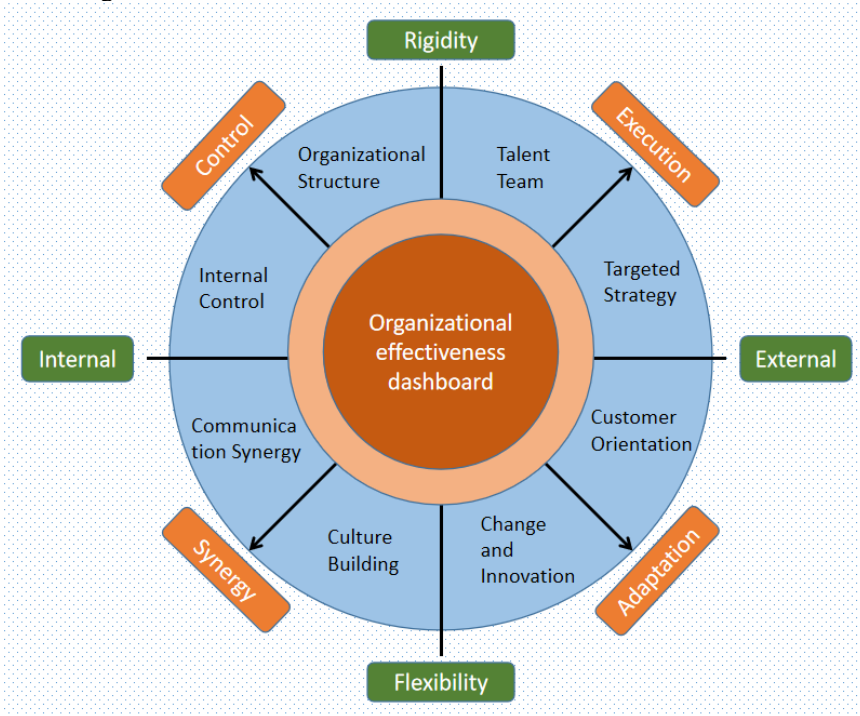 Rigidity
Control
Execution
Organizational
Structure
Talent
Team
Internal
Control
Targeted
Strategy
Organizational
effectiveness
dashboard
Internal
External
Communica
tion Synergy
Customer
Orientation
Culture
Building
Change
and
Innovation
Synergy
Adaptation
Flexibility